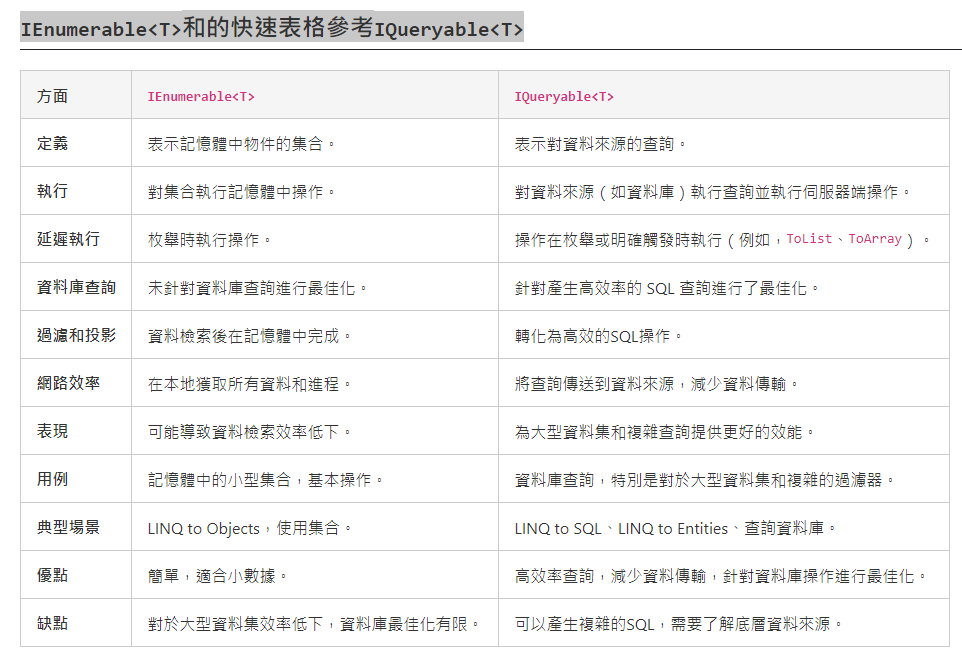 IEnumerable<T>和的快速表格參考IQueryable<T>
方面 IEnumerable<T> IQueryable<T>
定義 表示記憶體中物件的集合。 表示對資料來源的查詢。
執行 對集合執行記憶體中操作。 對資料來源（如資料庫）執行查詢並執行伺服器端操作。
延遲執行 枚舉時執行操作。 操作在枚舉或明確觸發時執行（例如，ToList、ToArray）。
資料庫查詢 未針對資料庫查詢進行最佳化。 針對產生高效率的 SQL 查詢進行了最佳化。
過濾和投影 資料檢索後在記憶體中完成。 轉化為高效的SQL操作。
網路效率 在本地獲取所有資料和進程。 將查詢傳送到資料來源，減少資料傳輸。
表現 可能導致資料檢索效率低下。 為大型資料集和複雜查詢提供更好的效能。
用例 記憶體中的小型集合，基本操作。 資料庫查詢，特別是對於大型資料集和複雜的過濾器。
典型場景 LINQ to Objects，使用集合。 LINQ to SQL、LINQ to Entities、查詢資料庫。
優點 簡單，適合小數據。 高效率查詢，減少資料傳輸，針對資料庫操作進行最佳化。
缺點 對於大型資料集效率低下，資料庫最佳化有限。 可以產生複雜的SQL，需要了解底層資料來源。